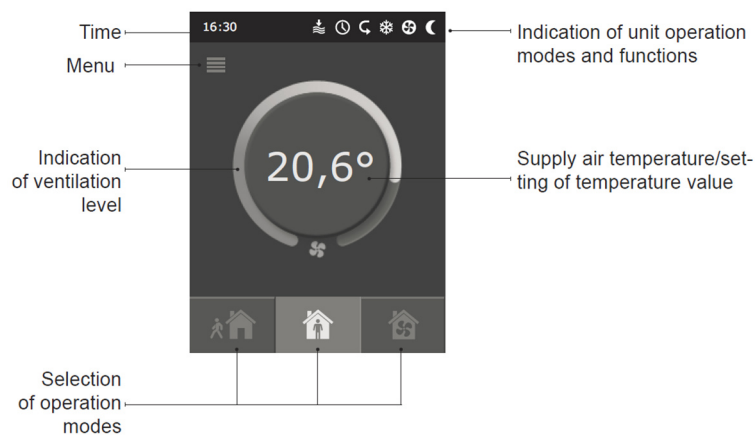 Time
16:30
Indication of unit operation
modes and functions
Menu
Indication
of ventilation
level
20,6°
Supply air temperature/set-
ting of temperature value
Selection
of operation
modes